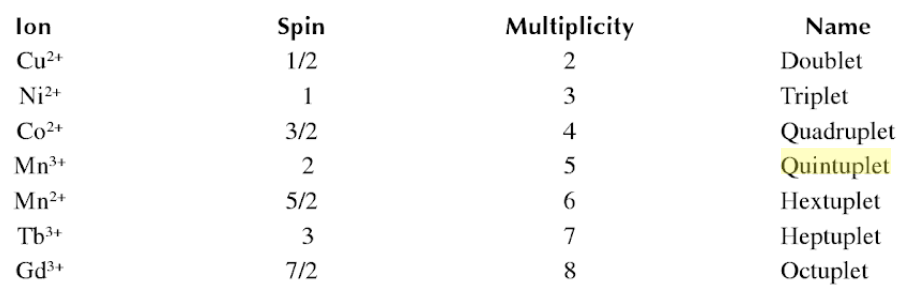 Ion Spin Multiplicity Name
Cu²⁺ 1/2 2 Doublet
Ni²⁺ 1 3 Triplet
Co²⁺ 3/2 4 Quadruplet
Mn³⁺ 2 5 Quintuplet
Mn²⁺ 5/2 6 Hextuplet
Tb³⁺ 3 7 Heptuplet
Gd³⁺ 7/2 8 Octuplet